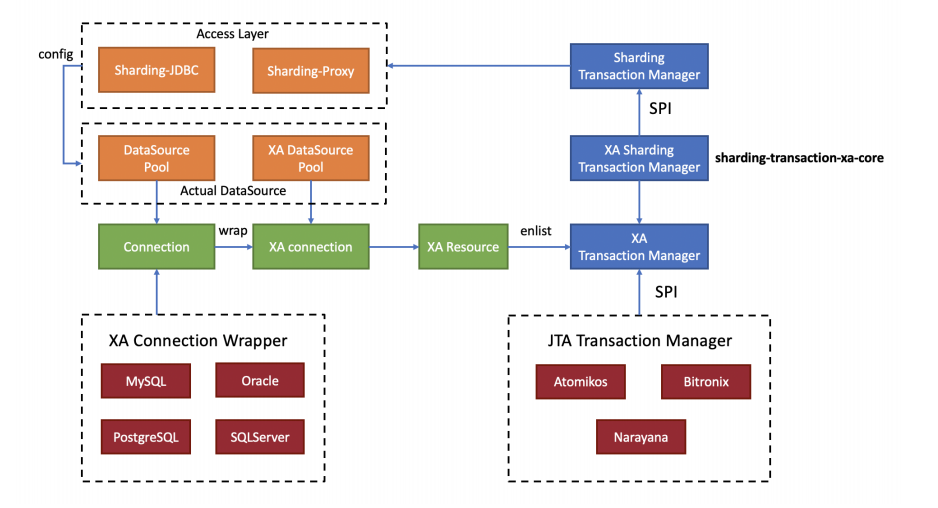 Access Layer
config
Sharding-JDBC
Sharding-Proxy
Sharding
Transaction Manager
SPI
DataSource
Pool
XA DataSource
Pool
Actual DataSource
XA Sharding
Transaction Manager
sharding-transaction-xa-core
Connection
wrap
XA connection
XA Resource
enlist
XA
Transaction Manager
SPI
XA Connection Wrapper
MySQL
Oracle
PostgreSQL
SQLServer
JTA Transaction Manager
Atomikos
Bitronix
Narayana